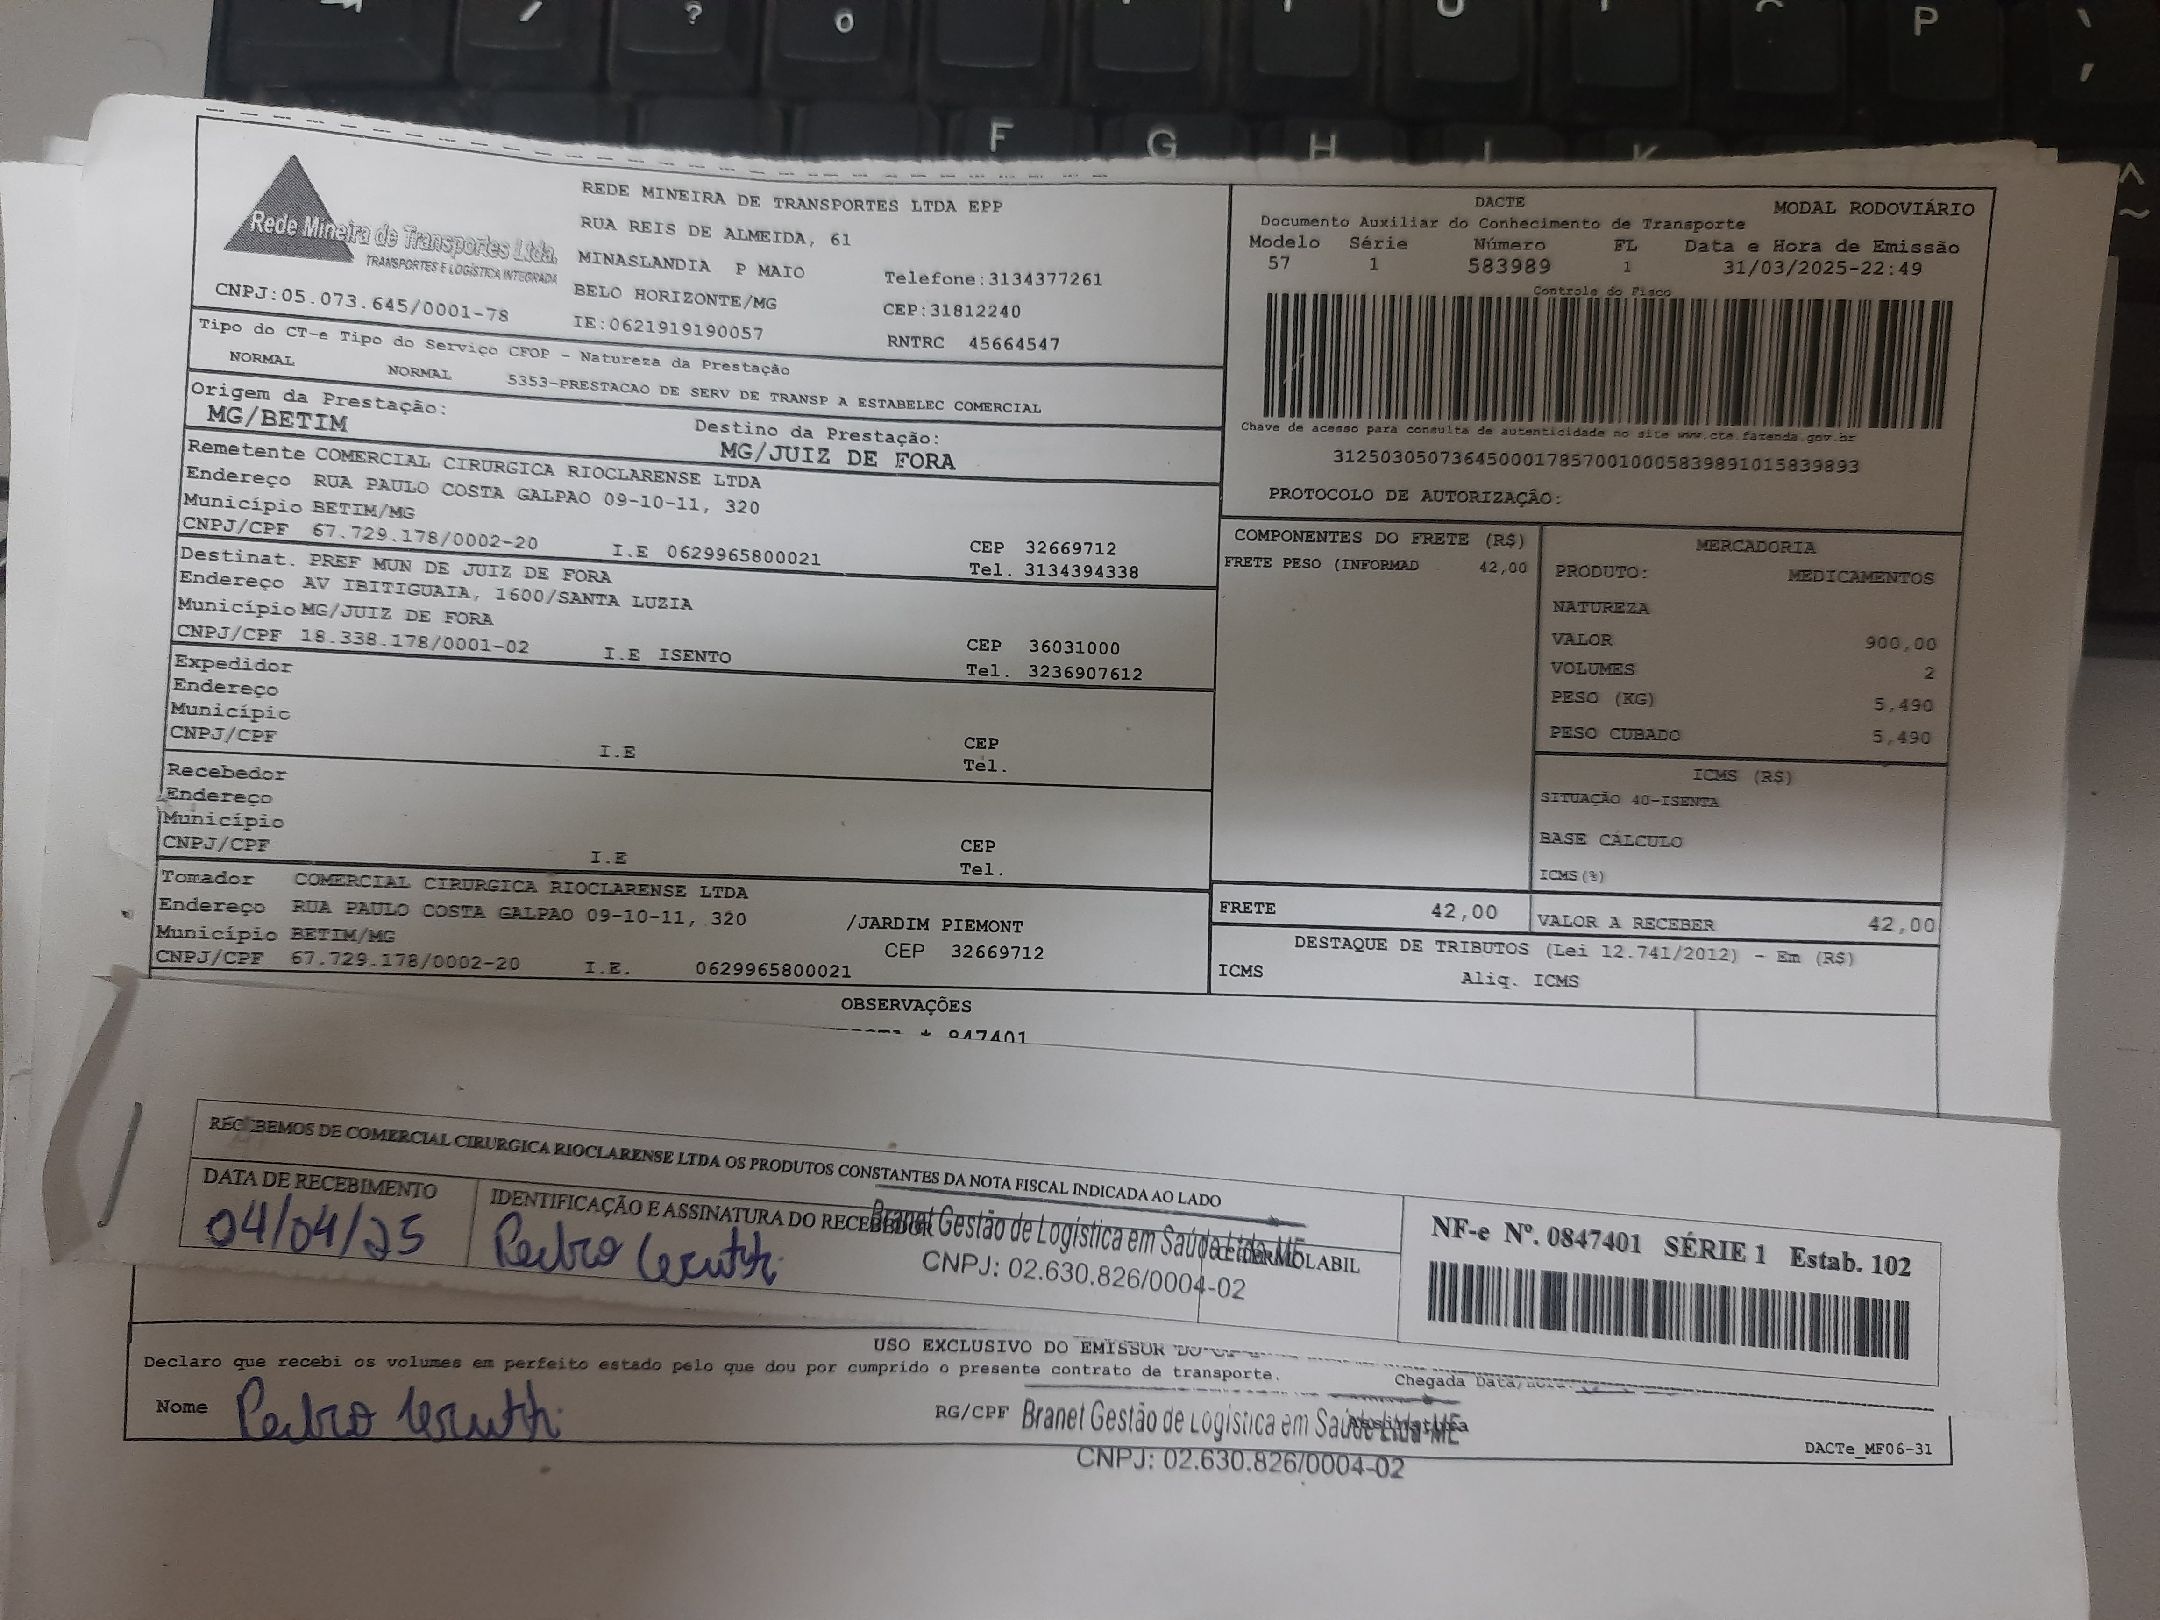 Rede Mineira de Transportes Ltda.
TRANSPORTES E LOGÍSTICA INTEGRADA
CNPJ:05.073.645/0001-78
REDE MINEIRA DE TRANSPORTES LTDA EPP
RUA REIS DE ALMEIDA, 61
MINASLANDIA P MAIO Telefone:3134377261
BELO HORIZONTE/MG CEP:31812240
IE:0621919190057 RNTRC 45664547
DACTE MODAL RODOVIÁRIO
Documento Auxiliar do Conhecimento de Transporte
Modelo Série Número FL Data e Hora de Emissão
57 1 583989 1 31/03/2025-22:49
Controle do Fisco
Chave de acesso para consulta de autenticidade no site www.cte.fazenda.gov.br
31250305073645000178570010005839891015839893
PROTOCOLO DE AUTORIZAÇÃO:
Tipo do CT-e Tipo do Serviço CFOP - Natureza da Prestação
NORMAL NORMAL 5353-PRESTACAO DE SERV DE TRANSP A ESTABELEC COMERCIAL
Origem da Prestação: Destino da Prestação:
MG/BETIM MG/JUIZ DE FORA
Remetente COMERCIAL CIRURGICA RIOCLARENSE LTDA
Endereço RUA PAULO COSTA GALPAO 09-10-11, 320
Município BETIM/MG CEP 32669712
CNPJ/CPF 67.729.178/0002-20 I.E 0629965800021 Tel. 3134394338
Destinat. PREF MUN DE JUIZ DE FORA
Endereço AV IBITIGUAIA, 1600/SANTA LUZIA
Município MG/JUIZ DE FORA CEP 36031000
CNPJ/CPF 18.338.178/0001-02 I.E ISENTO Tel. 3236907612
Expedidor
Endereço
Município CEP
CNPJ/CPF I.E Tel.
Recebedor
Endereço
Município CEP
CNPJ/CPF I.E Tel.
Tomador COMERCIAL CIRURGICA RIOCLARENSE LTDA
Endereço RUA PAULO COSTA GALPAO 09-10-11, 320 /JARDIM PIEMONT
Município BETIM/MG CEP 32669712
CNPJ/CPF 67.729.178/0002-20 I.E. 0629965800021
COMPONENTES DO FRETE (R$)
FRETE PESO (INFORMAD 42,00
MERCADORIA
PRODUTO: MEDICAMENTOS
NATUREZA
VALOR 900,00
VOLUMES 2
PESO (KG) 5,490
PESO CUBADO 5,490
ICMS (R$)
SITUAÇÃO 40-ISENTA
BASE CÁLCULO
ICMS(%)
FRETE 42,00 VALOR A RECEBER 42,00
DESTAQUE DE TRIBUTOS (Lei 12.741/2012) - Em (R$)
ICMS Aliq. ICMS
OBSERVAÇÕES
* 847401
RECEBEMOS DE COMERCIAL CIRURGICA RIOCLARENSE LTDA OS PRODUTOS CONSTANTES DA NOTA FISCAL INDICADA AO LADO
DATA DE RECEBIMENTO IDENTIFICAÇÃO E ASSINATURA DO RECEBEDOR
04/04/25
Branet Gestão de Logística em Saúde Ltda-ME
CNPJ: 02.630.826/0004-02
NF-e Nº. 0847401 SÉRIE 1 Estab. 102
USO EXCLUSIVO DO EMISSOR DO
Declaro que recebi os volumes em perfeito estado pelo que dou por cumprido o presente contrato de transporte. Chegada Data/Hora:
Nome Pedro RG/CPF Assinatura
Branet Gestão de Logística em Saúde Ltda-ME
CNPJ: 02.630.826/0004-02
DACTe_MF06-31
P
F G H